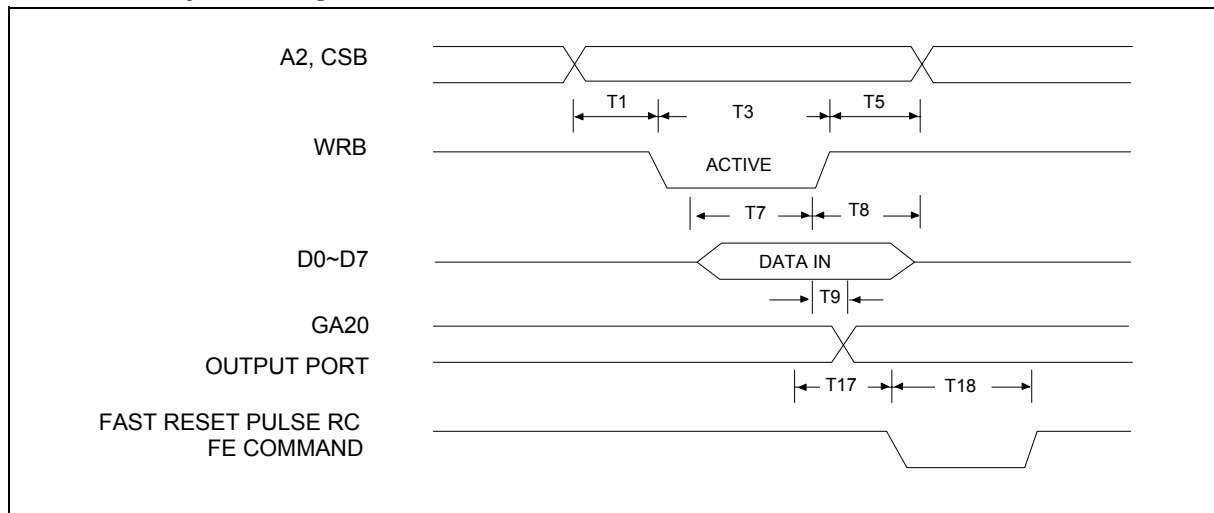 A2, CSB
T1 T3 T5
WRB
ACTIVE
T7 T8
D0~D7
DATA IN
T9
GA20
OUTPUT PORT
T17 T18
FAST RESET PULSE RC
FE COMMAND